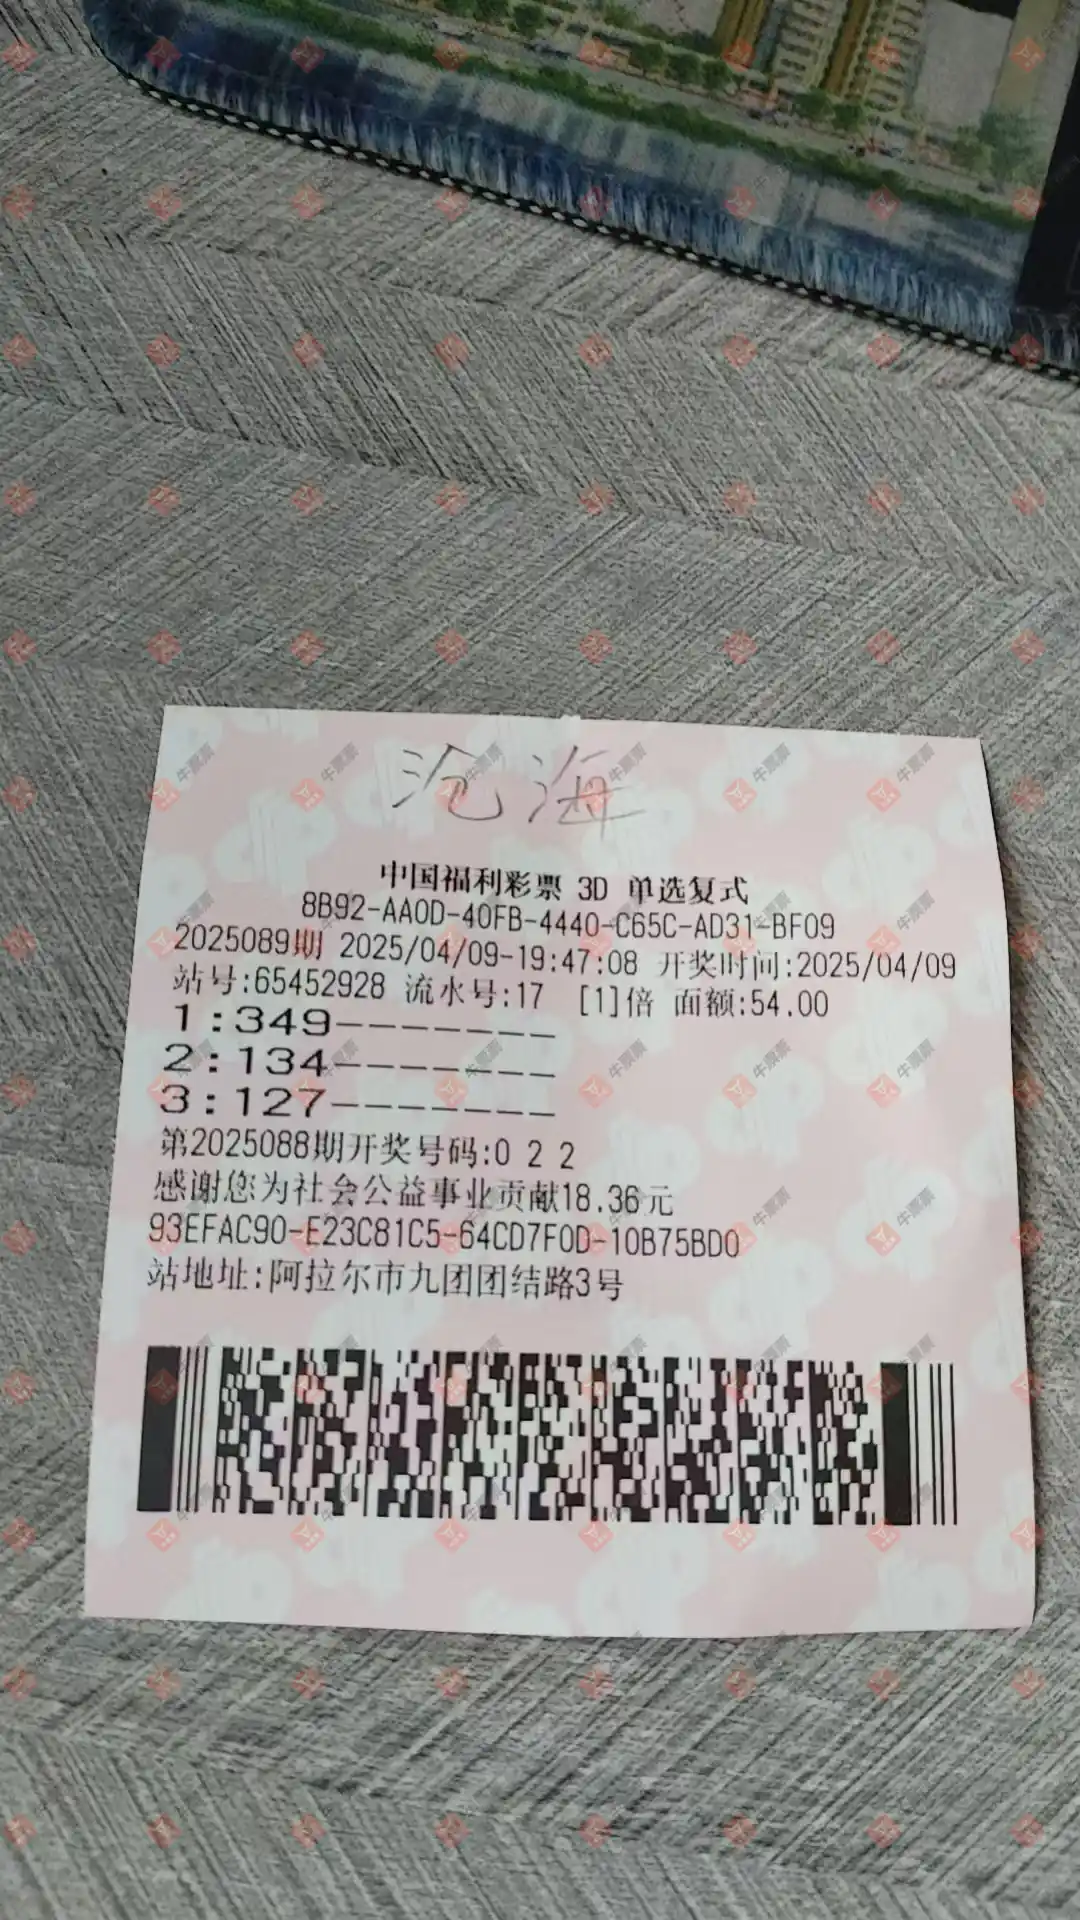 沧海
中国福利彩票 3D 单选复式
8B92-AA0D-40FB-4440-C65C-AD31-BF09
2025089期 2025/04/09-19:47:08 开奖时间:2025/04/09
站号:65452928 流水号:17 [1]倍 面额:54.00
1:349-------
2:134-------
3:127-------
第2025088期开奖号码:0 2 2
感谢您为社会公益事业贡献18.36元
93EFAC90-E23C81C5-64CD7F0D-10B75BD0
站地址:阿拉尔市九团团结路3号